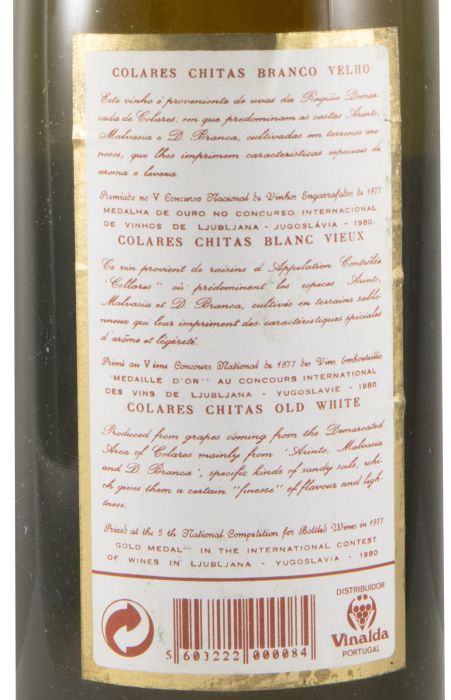 COLARES CHITAS BRANCO VELHO
Este vinho é proveniente de uvas da Região Demar-
cada de Colares, em que predominam as castas Arinto,
Malvasia e D. Branca, cultivadas em terrenos are-
nosos, que lhes imprimem características especiais de
aroma e leveza.
Premiado no V Concurso Nacional de Vinhos Engarrafados de 1977
MEDALHA DE OURO NO CONCURSO INTERNACIONAL
DE VINHOS DE LJUBLJANA - JUGOSLÁVIA - 1980.
COLARES CHITAS BLANC VIEUX
Ce vin provient de raisins d'Appelation Contrôlée
"Collares" où prédominent les espèces Arinto,
Malvasia et D. Branca, cultivés en terrains sablo-
nneux qui leur impriment des caractéristiques spéciales
d'arôme et légèreté.
Primé au Vème Concours National de 1977 des Vins Embouteillés
"MEDAILLE D'OR" AU CONCOURS INTERNATIONAL
DES VINS DE LJUBLJANA - YUGOSLAVIE - 1980
COLARES CHITAS OLD WHITE
Produced from grapes coming from the Demarcated
Area of Colares mainly from 'Arinto, Malvasia
and D. Branca', specific kinds of sandy soils, whi-
ch gives them a certain "finesse" of flavour and ligh-
tness.
Prized at the 5 th National Competition for Bottled Wines in 1977
GOLD MEDAL" IN THE INTERNATIONAL CONTEST
OF WINES IN LJUBLJANA - YUGOSLAVIA - 1980
DISTRIBUIDOR
Vinalda
PORTUGAL
5 603222 000084